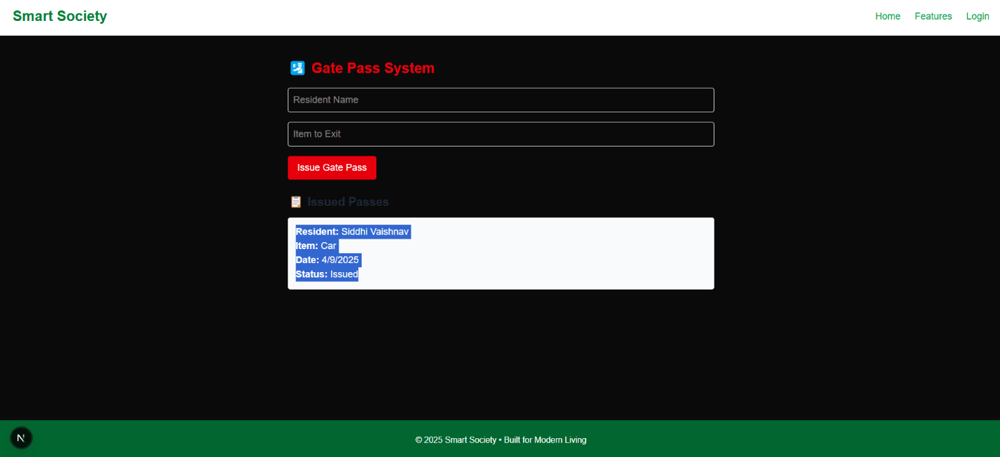 Smart Society
Home Features Login
Gate Pass System
Resident Name
Item to Exit
Issue Gate Pass
Issued Passes
Resident: Siddhi Vaishnav
Item: Car
Date: 4/9/2025
Status: Issued
N
© 2025 Smart Society • Built for Modern Living